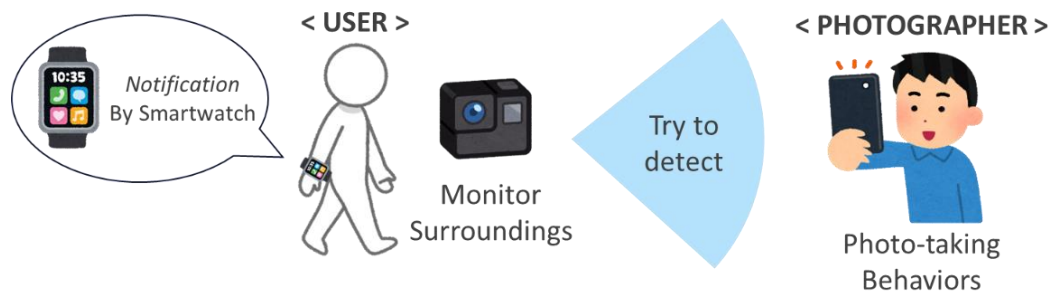 < USER >
< PHOTOGRAPHER >
10:35
Notification
By Smartwatch
Monitor
Surroundings
Try to
detect
Photo-taking
Behaviors